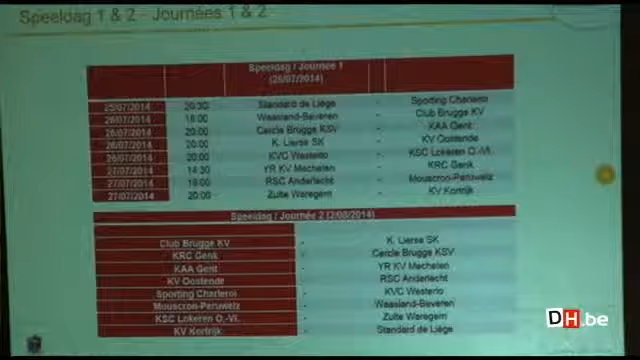 Speeldag 1 & 2 - Journées 1 & 2
Speeldag / Journée 1
(26/07/2014)
25/07/2014 20:30 Standard de Liège - Sporting Charleroi
26/07/2014 18:00 Waasland-Beveren - Club Brugge KV
26/07/2014 20:00 Cercle Brugge KSV - KAA Gent
26/07/2014 20:00 K. Lierse SK - KV Oostende
26/07/2014 20:00 KVC Westerlo - KSC Lokeren O.-Vl.
27/07/2014 14:30 YR KV Mechelen - KRC Genk
27/07/2014 18:00 RSC Anderlecht - Mouscron-Peruwelz
27/07/2014 20:00 Zulte Waregem - KV Kortrijk
Speeldag / Journée 2 (2/08/2014)
Club Brugge KV - K. Lierse SK
KRC Genk - Cercle Brugge KSV
KAA Gent - YR KV Mechelen
KV Oostende - RSC Anderlecht
Sporting Charleroi - KVC Westerlo
Mouscron-Peruwelz - Waasland-Beveren
KSC Lokeren O.-Vl. - Zulte Waregem
KV Kortrijk - Standard de Liège
DH.be